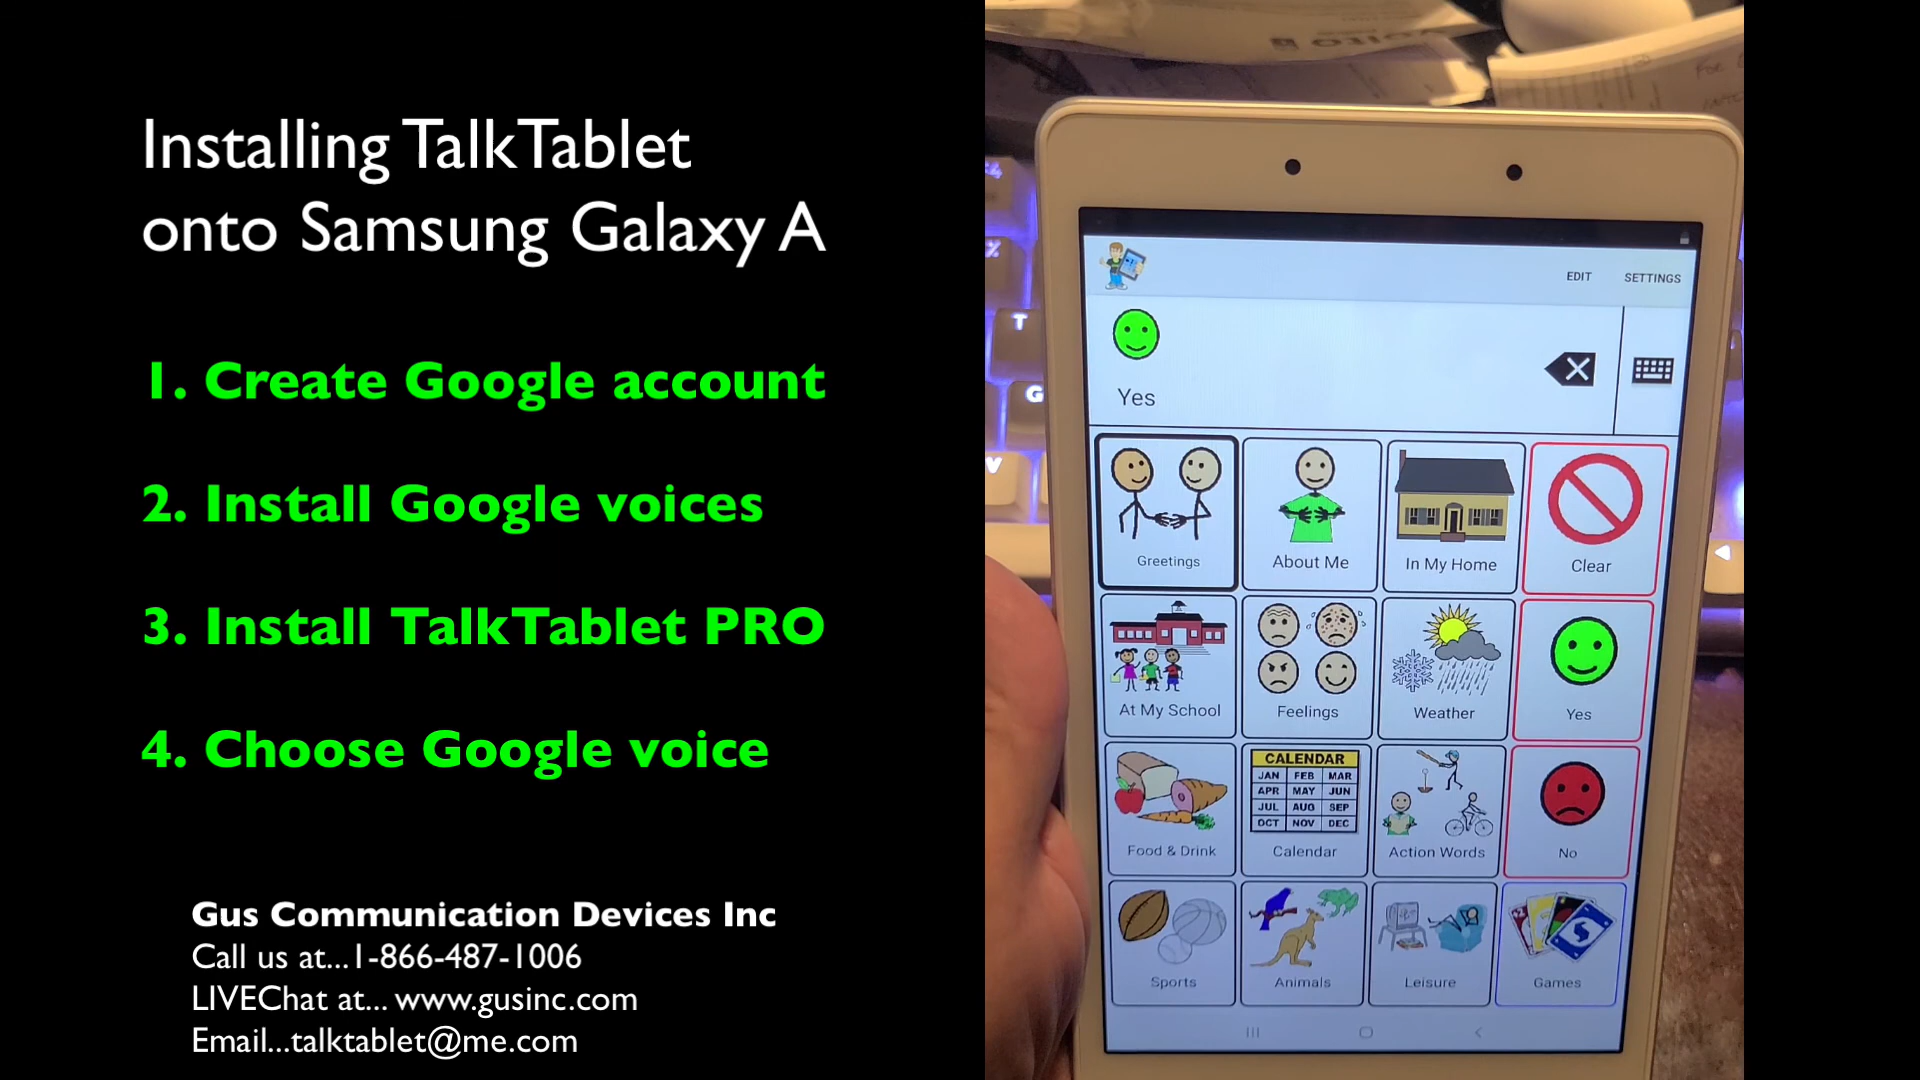 Installing TalkTablet
onto Samsung Galaxy A
1. Create Google account
2. Install Google voices
3. Install TalkTablet PRO
4. Choose Google voice
Gus Communication Devices Inc
Call us at...1-866-487-1006
LIVEChat at... www.gusinc.com
Email...talktablet@me.com
EDIT SETTINGS
Yes
Greetings About Me In My Home Clear
At My School Feelings Weather Yes
CALENDAR
JAN FEB MAR
APR MAY JUN
JUL AUG SEP
OCT NOV DEC
Food & Drink Calendar Action Words No
Sports Animals Leisure Games
T
G
V
%